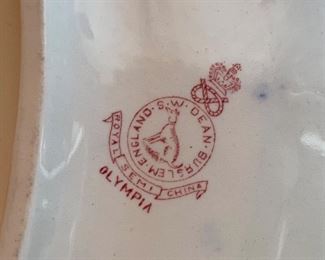 S.W. DEAN. BURSLEM. ENGLAND.
ROYAL SEMI CHINA
OLYMPIA